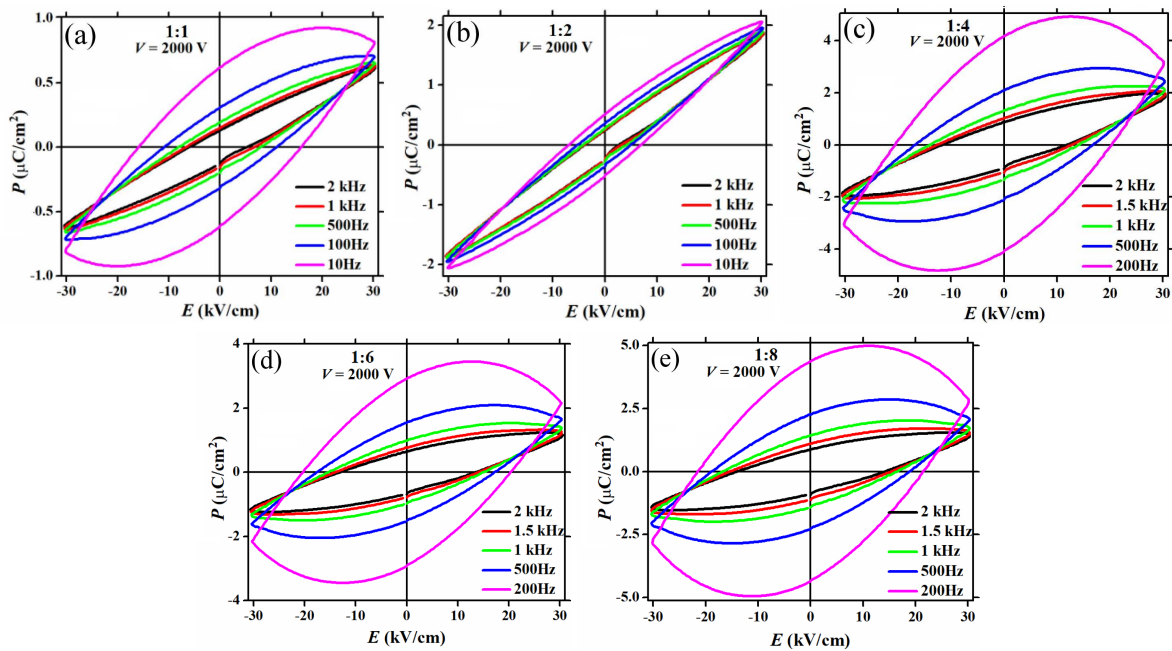 (a)
1:1
V = 2000 V
P (μC/cm²)
1.0
0.5
0.0
-0.5
-1.0
2 kHz
1 kHz
500Hz
100Hz
10Hz
-30 -20 -10 0 10 20 30
E (kV/cm)
(b)
1:2
V = 2000 V
P (μC/cm²)
2
1
0
-1
-2
2 kHz
1 kHz
500Hz
100Hz
10Hz
-30 -20 -10 0 10 20 30
E (kV/cm)
(c)
1:4
V = 2000 V
P (μC/cm²)
4
2
0
-2
-4
2 kHz
1.5 kHz
1 kHz
500Hz
200Hz
-30 -20 -10 0 10 20 30
E (kV/cm)
(d)
1:6
V = 2000 V
P (μC/cm²)
4
2
0
-2
-4
2 kHz
1.5 kHz
1 kHz
500Hz
200Hz
-30 -20 -10 0 10 20 30
E (kV/cm)
(e)
1:8
V = 2000 V
P (μC/cm²)
5.0
2.5
0.0
-2.5
-5.0
2 kHz
1.5 kHz
1 kHz
500Hz
200Hz
-30 -20 -10 0 10 20 30
E (kV/cm)